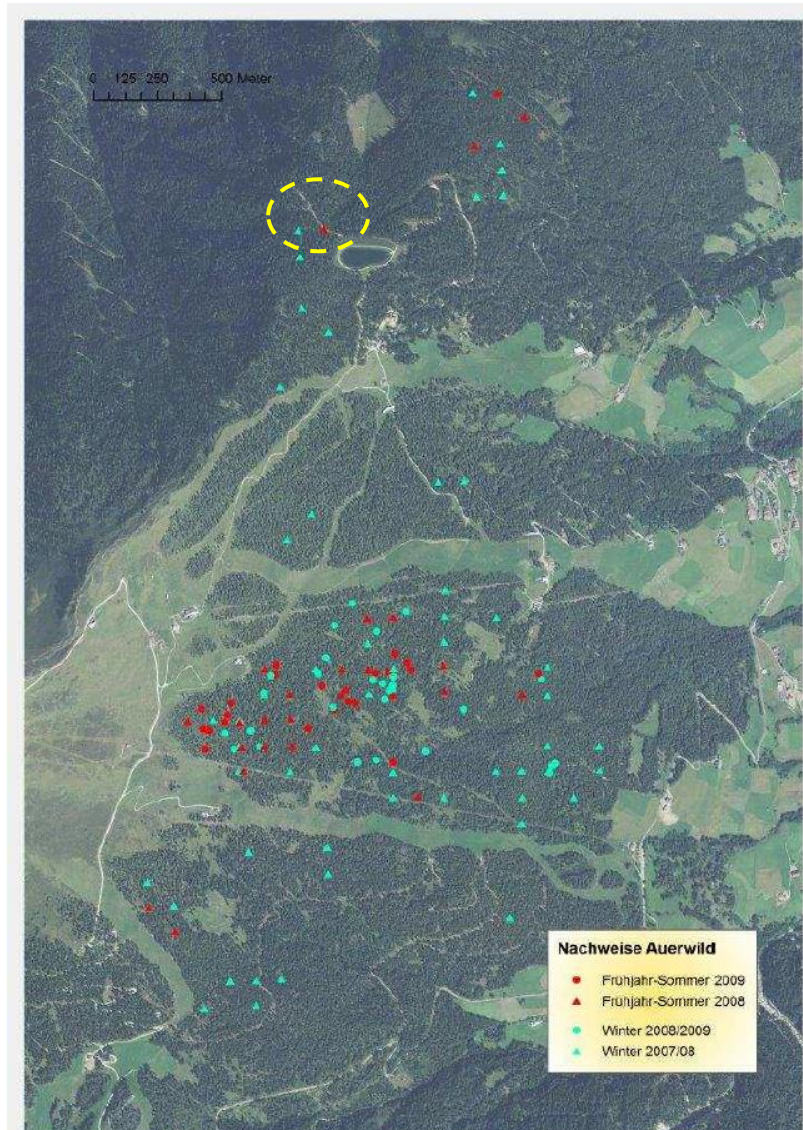 0 125 250 500 Meter
Nachweise Auerwild
Frühjahr-Sommer 2009
Frühjahr-Sommer 2008
Winter 2008/2009
Winter 2007/08